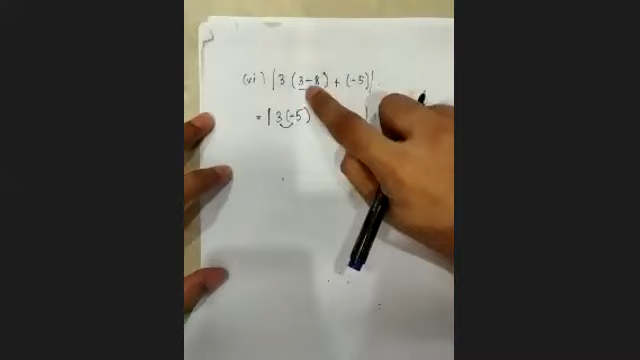 (vi) | 3 (3-8) + (-5) | .
= | 3 (-5) |